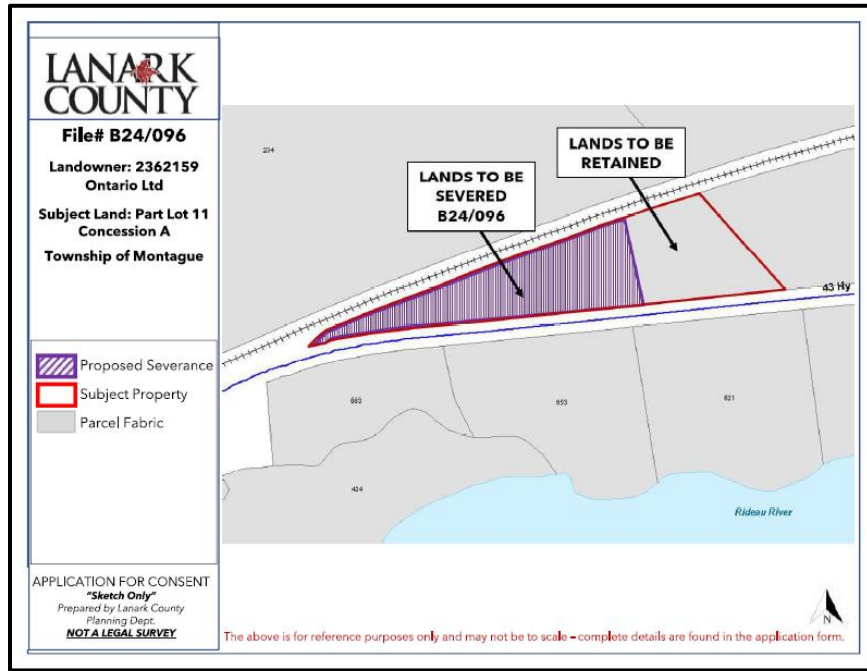 LANARK
COUNTY
File# B24/096
Landowner: 2362159
Ontario Ltd
Subject Land: Part Lot 11
Concession A
Township of Montague
Proposed Severance
Subject Property
Parcel Fabric
APPLICATION FOR CONSENT
"Sketch Only"
Prepared by Lanark County
Planning Dept.
NOT A LEGAL SURVEY
234
LANDS TO BE
SEVERED
B24/096
LANDS TO BE
RETAINED
43 Hy
663
653
621
424
Rideau River
N
The above is for reference purposes only and may not be to scale – complete details are found in the application form.